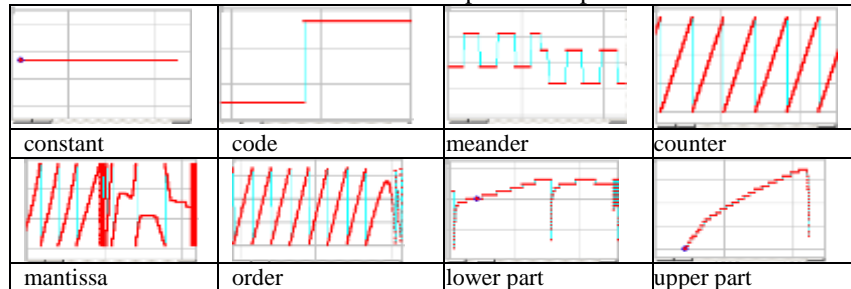 constant code meander counter
mantissa order lower part upper part